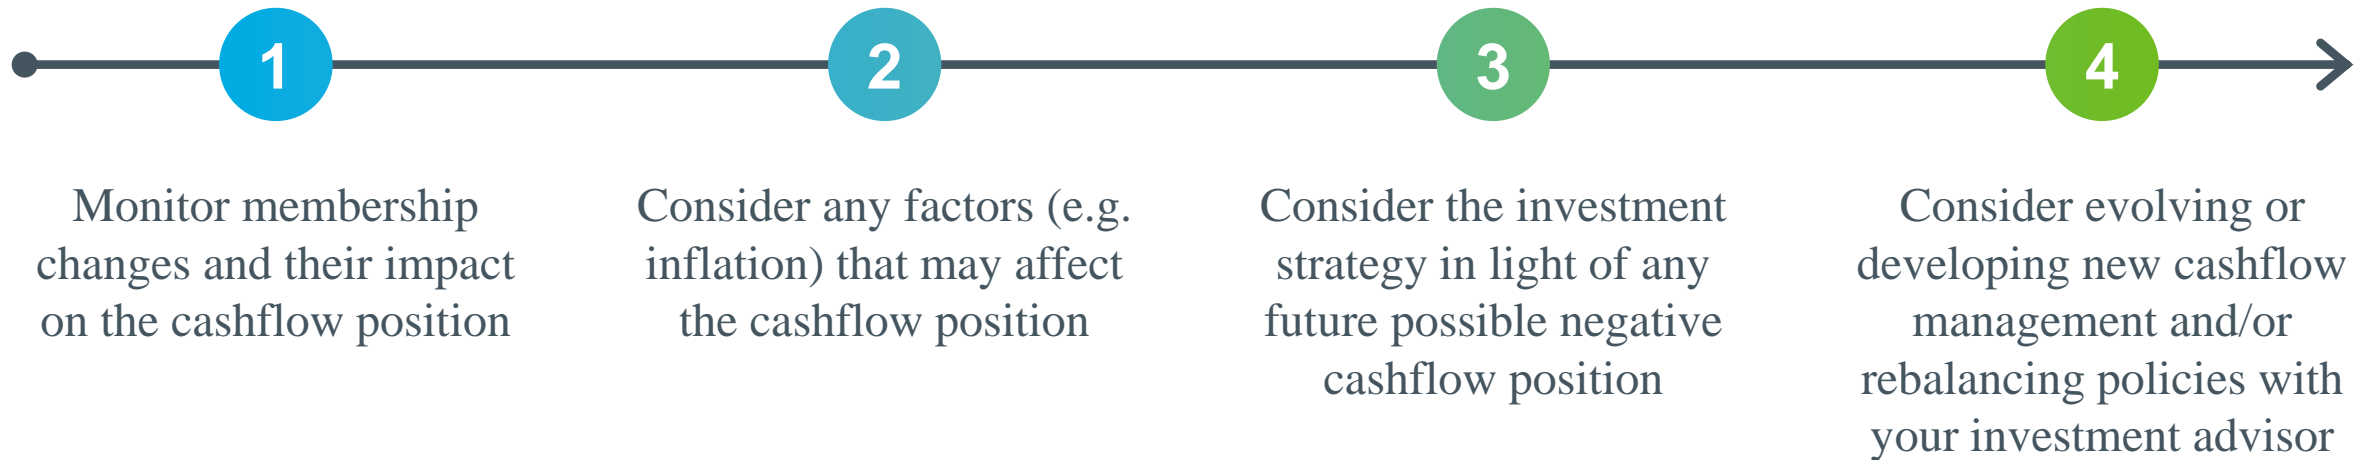 1
Monitor membership
changes and their impact
on the cashflow position
2
Consider any factors (e.g.
inflation) that may affect
the cashflow position
3
Consider the investment
strategy in light of any
future possible negative
cashflow position
4
Consider evolving or
developing new cashflow
management and/or
rebalancing policies with
your investment advisor